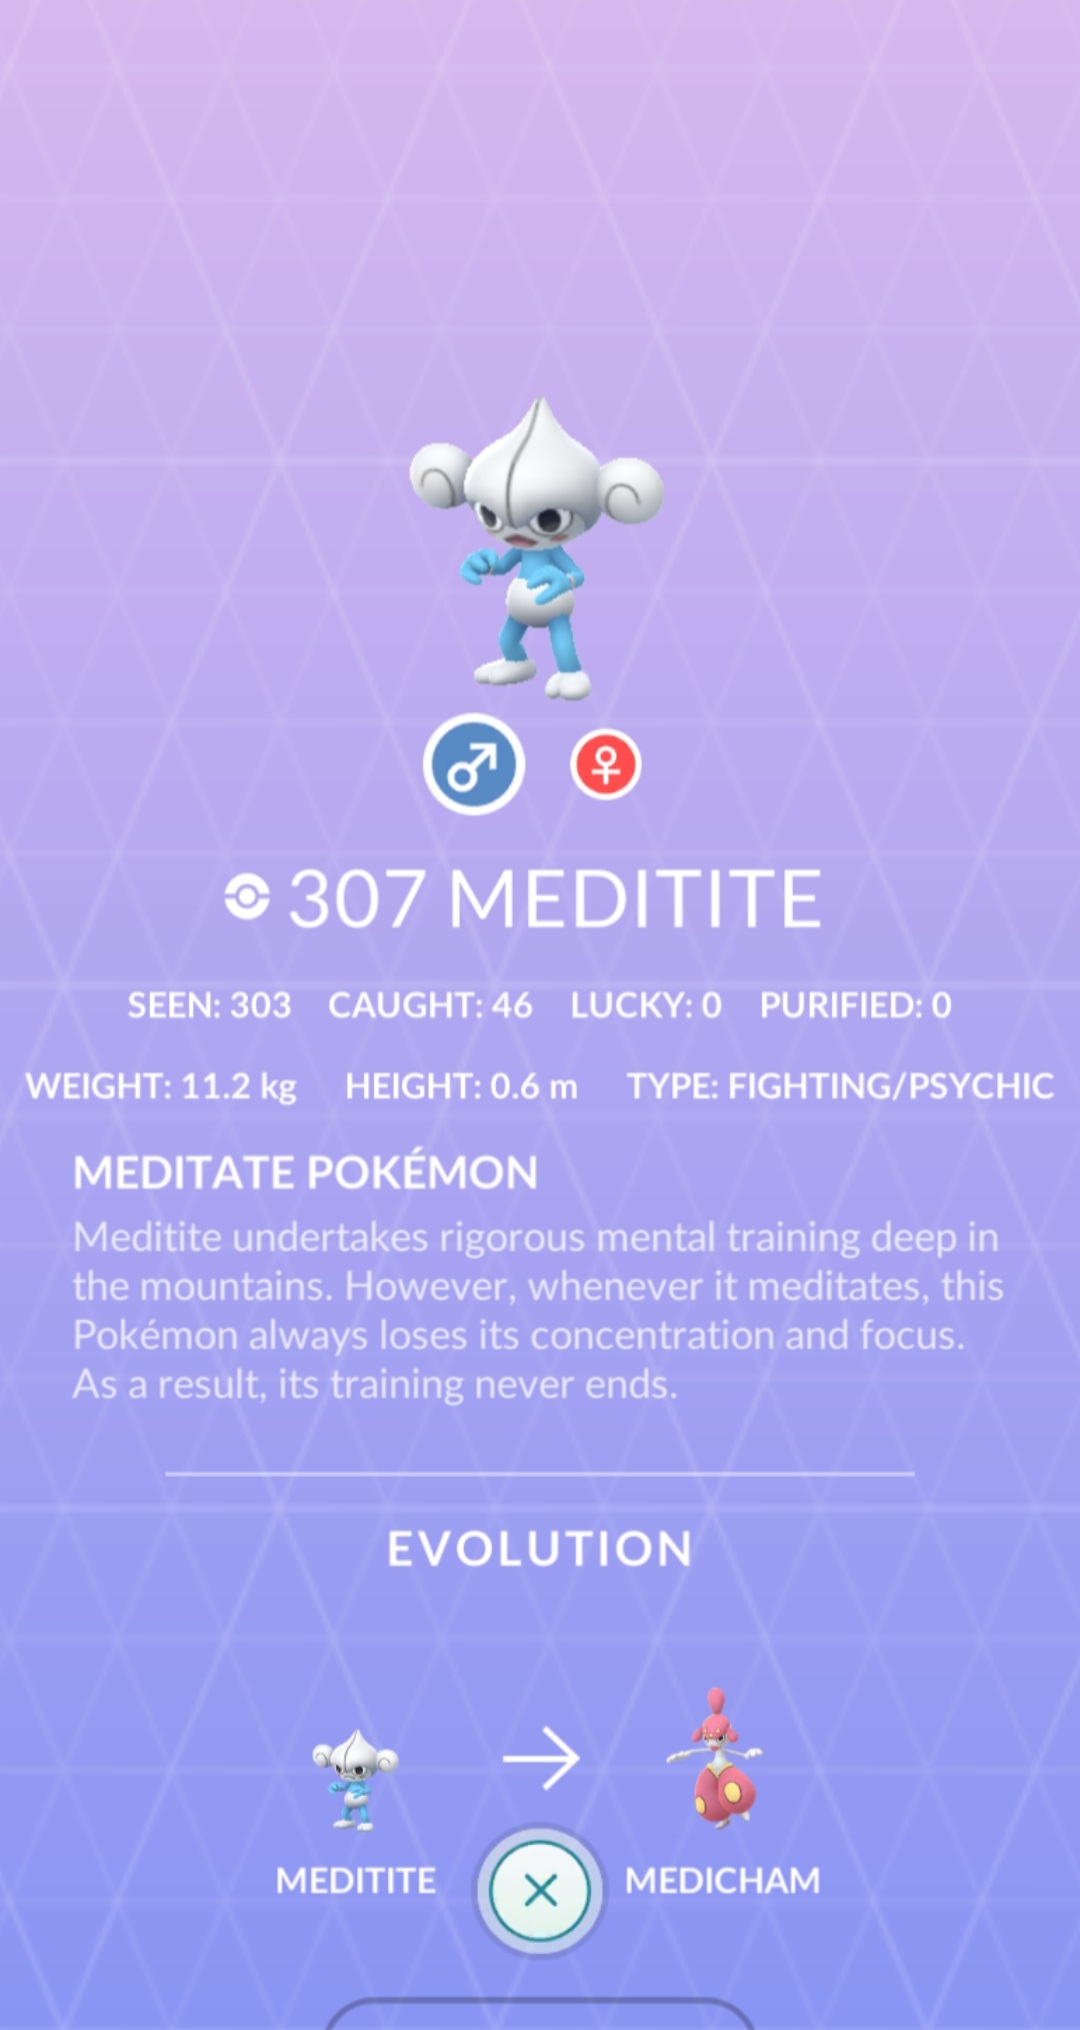 307 MEDITITE
SEEN: 303 CAUGHT: 46 LUCKY: 0 PURIFIED: 0
WEIGHT: 11.2 kg HEIGHT: 0.6 m TYPE: FIGHTING/PSYCHIC
MEDITATE POKÉMON
Meditite undertakes rigorous mental training deep in
the mountains. However, whenever it meditates, this
Pokémon always loses its concentration and focus.
As a result, its training never ends.
EVOLUTION
MEDITITE MEDICHAM